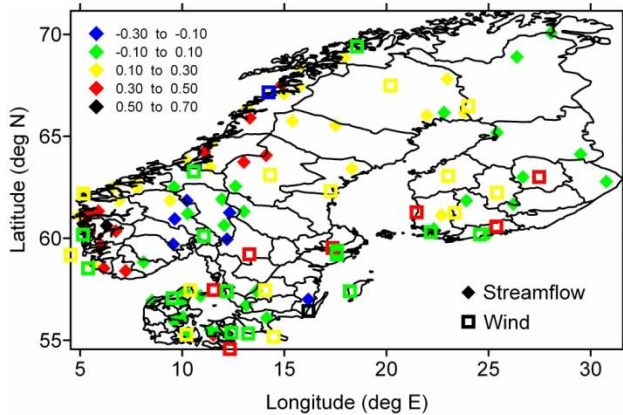 70
65
60
55
Latitude (deg N)
-0.30 to -0.10
-0.10 to 0.10
0.10 to 0.30
0.30 to 0.50
0.50 to 0.70
Streamflow
Wind
5 10 15 20 25 30
Longitude (deg E)